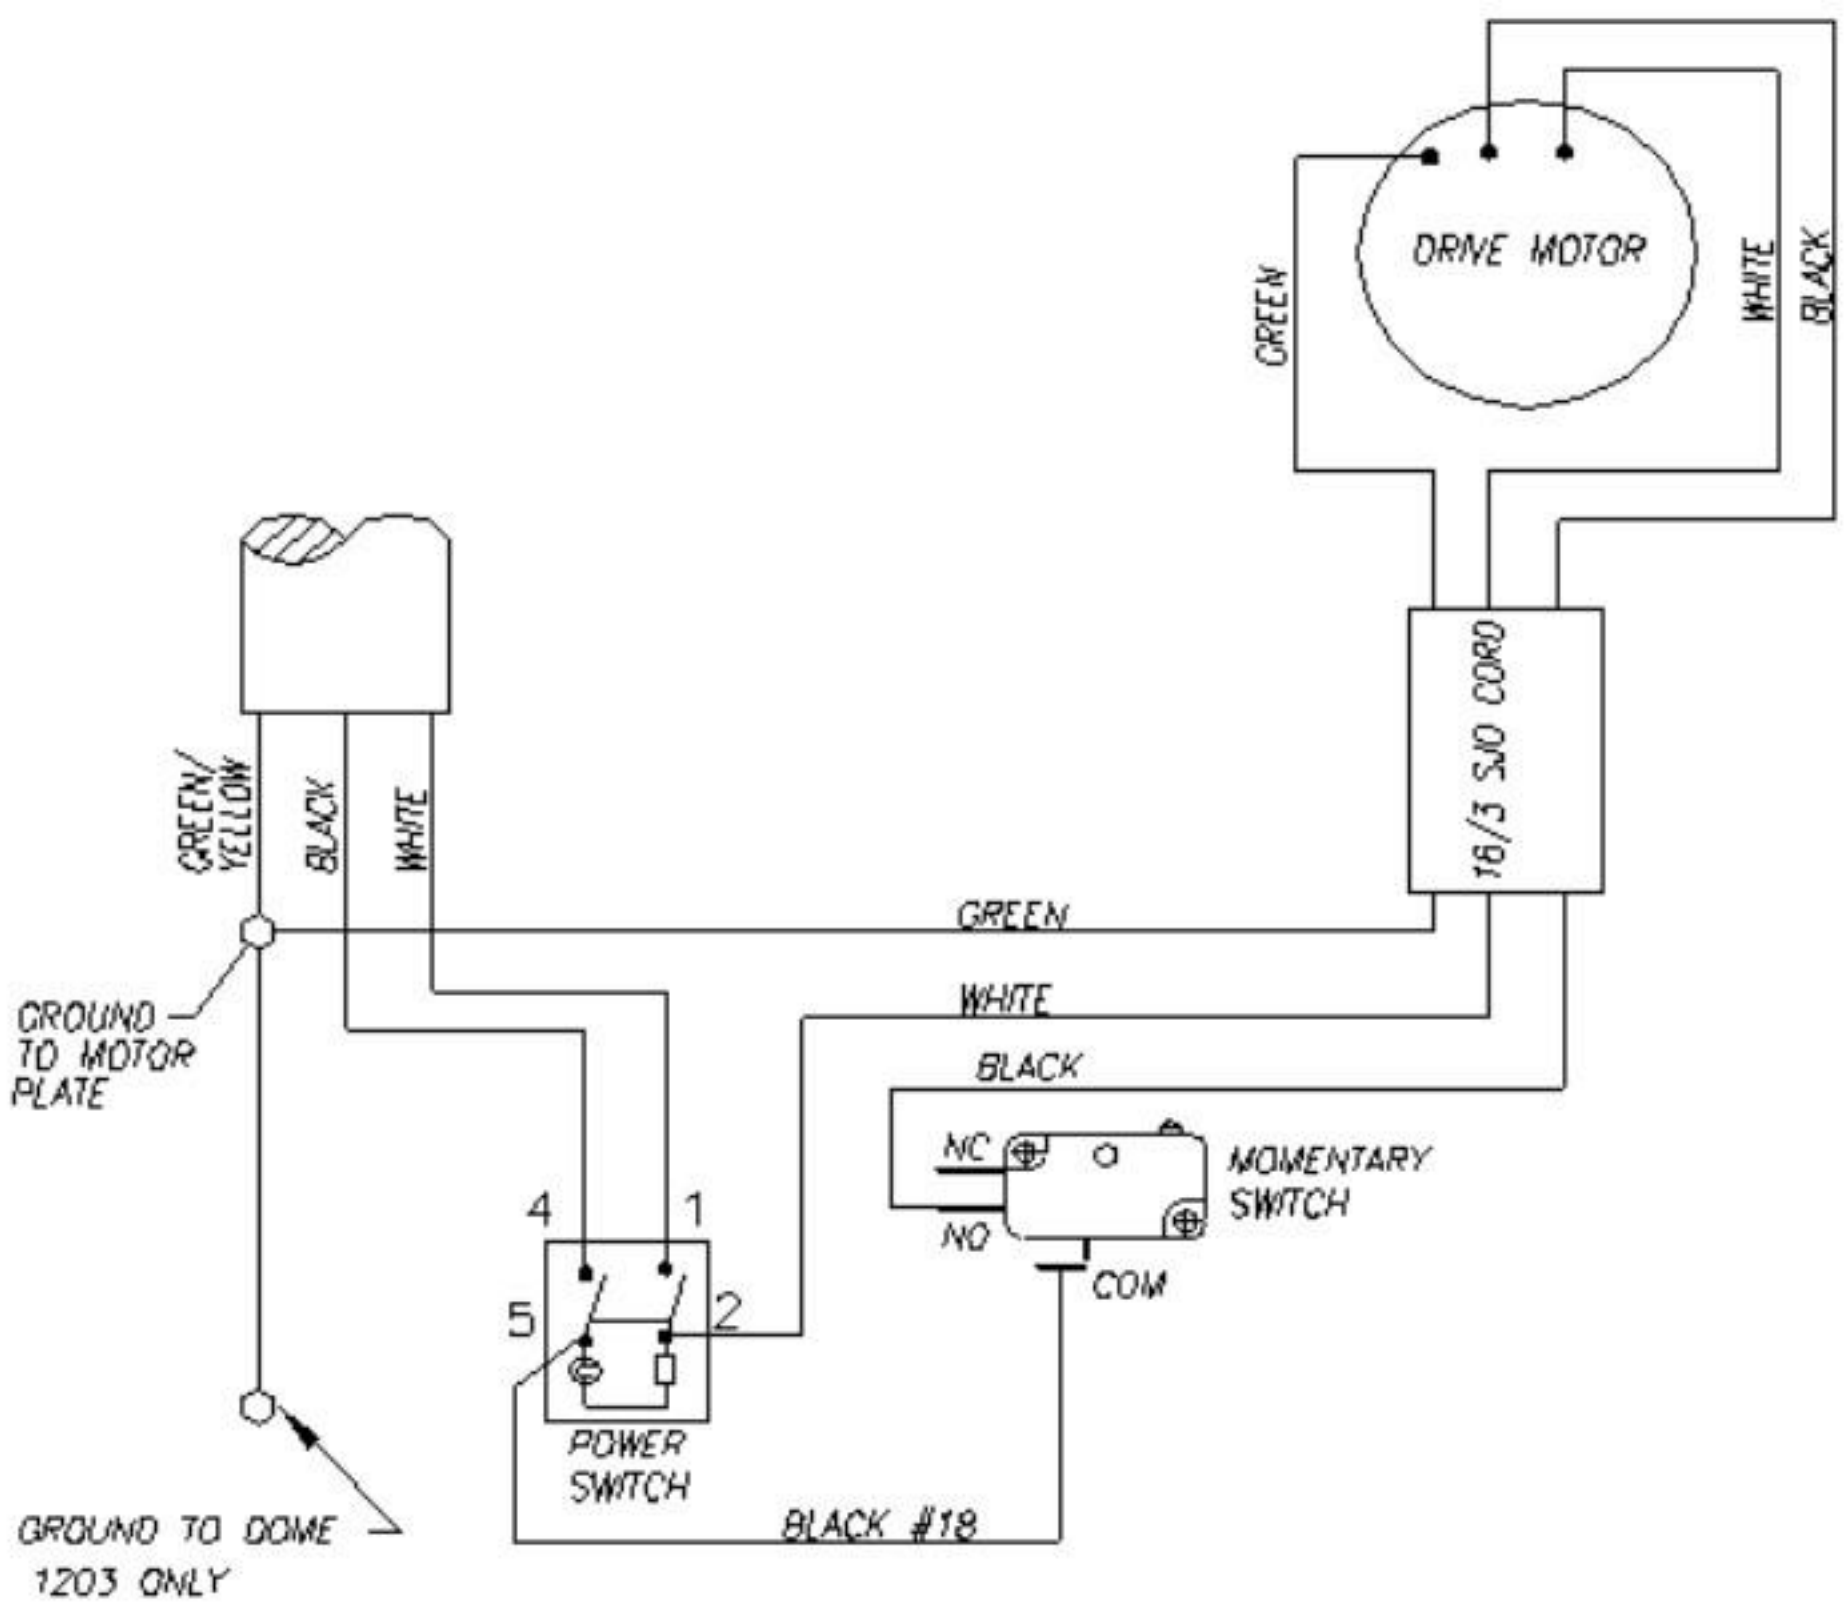 DRIVE MOTOR
GREEN
WHITE
BLACK
16/3 SJO CORD
GREEN/
YELLOW
BLACK
WHITE
GREEN
WHITE
BLACK
GROUND
TO MOTOR
PLATE
NC
NO
COM
MOMENTARY
SWITCH
4
1
5
2
POWER
SWITCH
BLACK #18
GROUND TO DOME
1203 ONLY